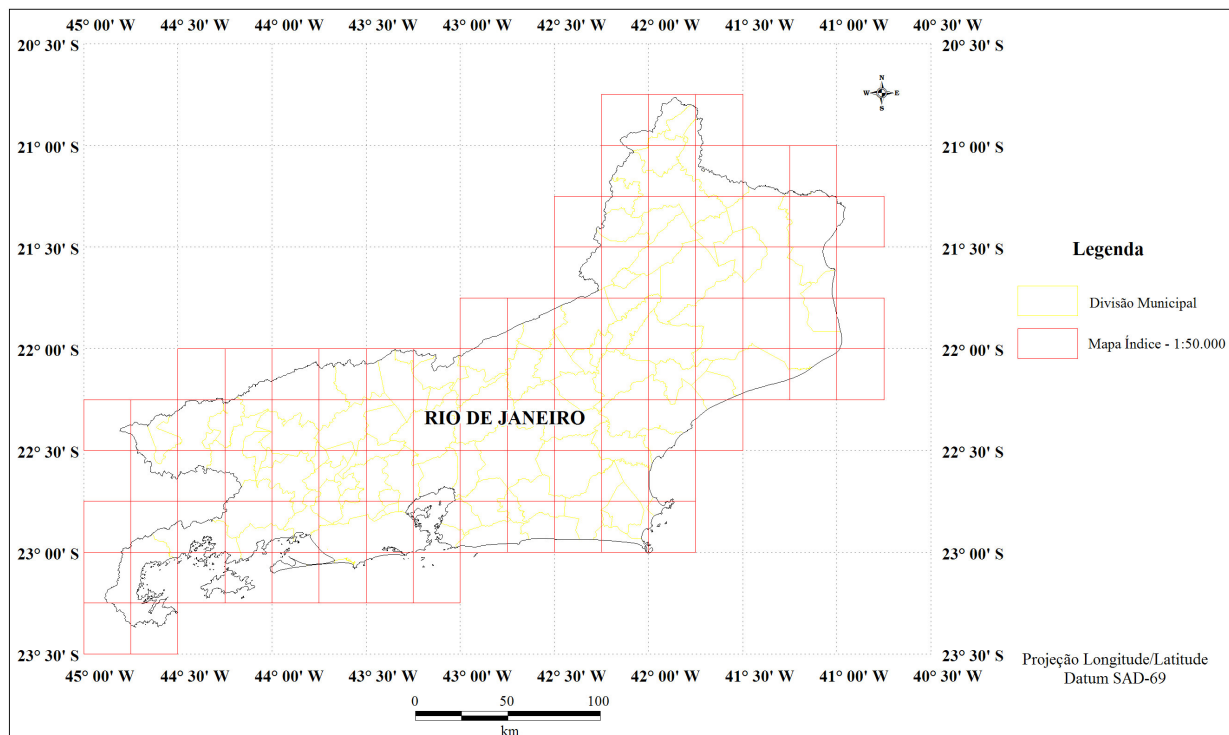 45° 00' W 44° 30' W 44° 00' W 43° 30' W 43° 00' W 42° 30' W 42° 00' W 41° 30' W 41° 00' W 40° 30' W
20° 30' S 20° 30' S
N
W E
S
21° 00' S 21° 00' S
21° 30' S 21° 30' S
Legenda
Divisão Municipal
Mapa Índice - 1:50.000
22° 00' S 22° 00' S
RIO DE JANEIRO
22° 30' S 22° 30' S
23° 00' S 23° 00' S
23° 30' S 23° 30' S
Projeção Longitude/Latitude
Datum SAD-69
45° 00' W 44° 30' W 44° 00' W 43° 30' W 43° 00' W 42° 30' W 42° 00' W 41° 30' W 41° 00' W 40° 30' W
0 50 100
km